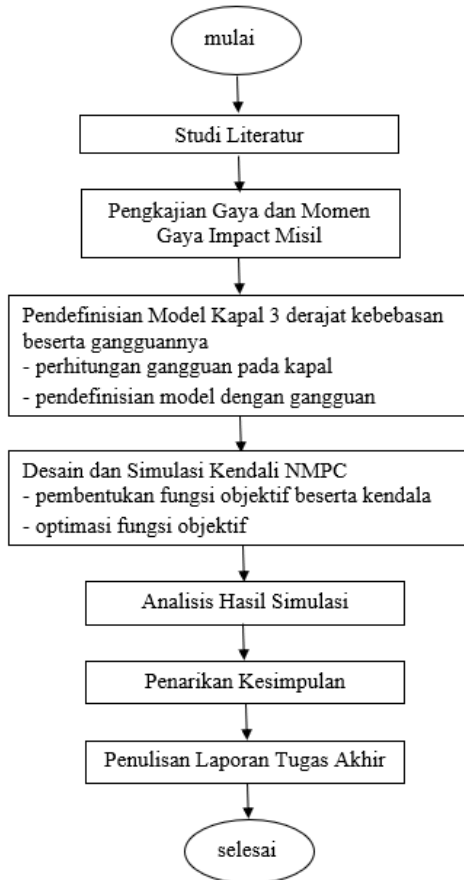 mulai
Studi Literatur
Pengkajian Gaya dan Momen
Gaya Impact Misil
Pendefinisian Model Kapal 3 derajat kebebasan
beserta gangguannya
- perhitungan gangguan pada kapal
- pendefinisian model dengan gangguan
Desain dan Simulasi Kendali NMPC
- pembentukan fungsi objektif beserta kendala
- optimasi fungsi objektif
Analisis Hasil Simulasi
Penarikan Kesimpulan
Penulisan Laporan Tugas Akhir
selesai